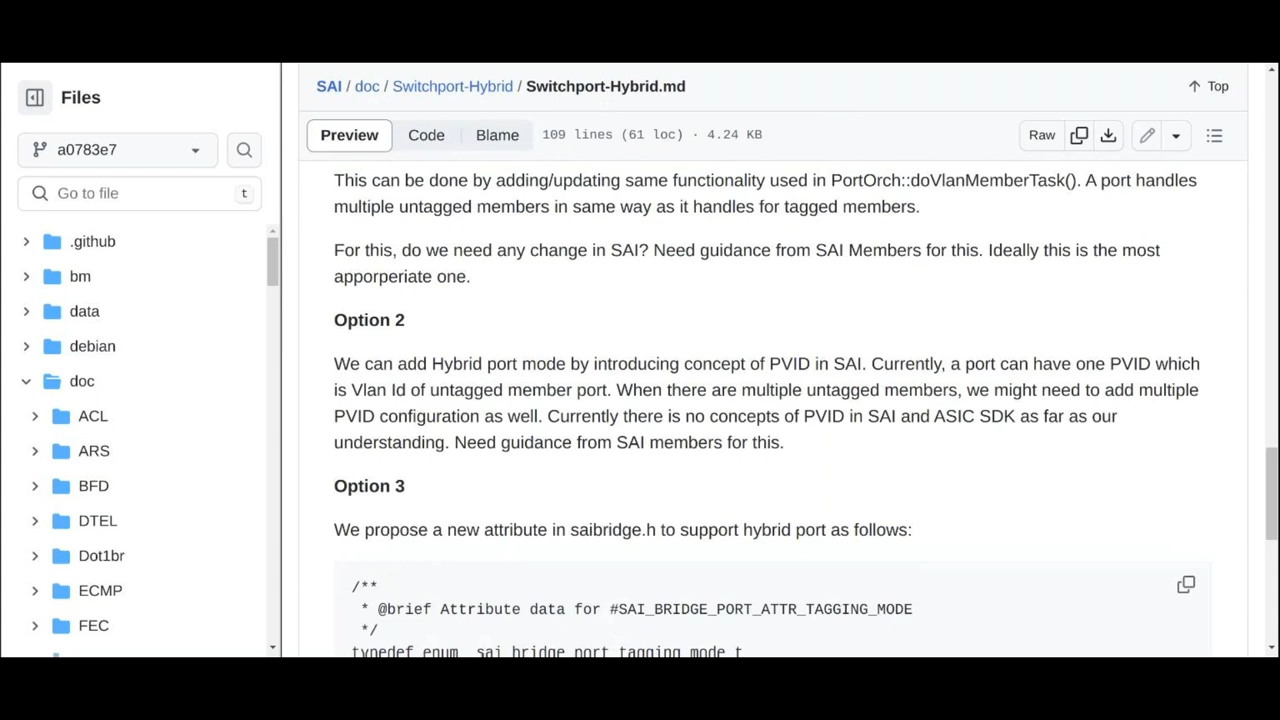 Files
a0783e7
Go to file t
.github
bm
data
debian
doc
ACL
ARS
BFD
DTEL
Dot1br
ECMP
FEC
SAI / doc / Switchport-Hybrid / Switchport-Hybrid.md
Top
Preview Code Blame 109 lines (61 loc) · 4.24 KB Raw
This can be done by adding/updating same functionality used in PortOrch::doVlanMemberTask(). A port handles
multiple untagged members in same way as it handles for tagged members.
For this, do we need any change in SAI? Need guidance from SAI Members for this. Ideally this is the most
apporperiate one.
Option 2
We can add Hybrid port mode by introducing concept of PVID in SAI. Currently, a port can have one PVID which
is Vlan Id of untagged member port. When there are multiple untagged members, we might need to add multiple
PVID configuration as well. Currently there is no concepts of PVID in SAI and ASIC SDK as far as our
understanding. Need guidance from SAI members for this.
Option 3
We propose a new attribute in saibridge.h to support hybrid port as follows:
/**
* @brief Attribute data for #SAI_BRIDGE_PORT_ATTR_TAGGING_MODE
*/
typedef enum _sai_bridge_port_tagging_mode_t